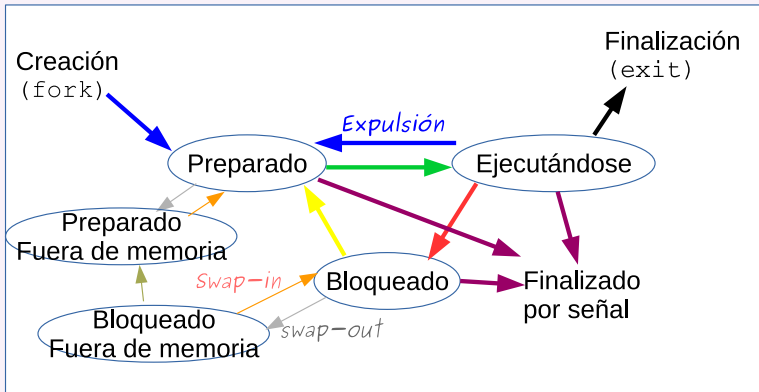 Creación
(fork)
Finalización
(exit)
Expulsión
Preparado
Ejecutándose
Preparado
Fuera de memoria
Swap-in
Bloqueado
Finalizado
por señal
Bloqueado
Fuera de memoria
swap-out